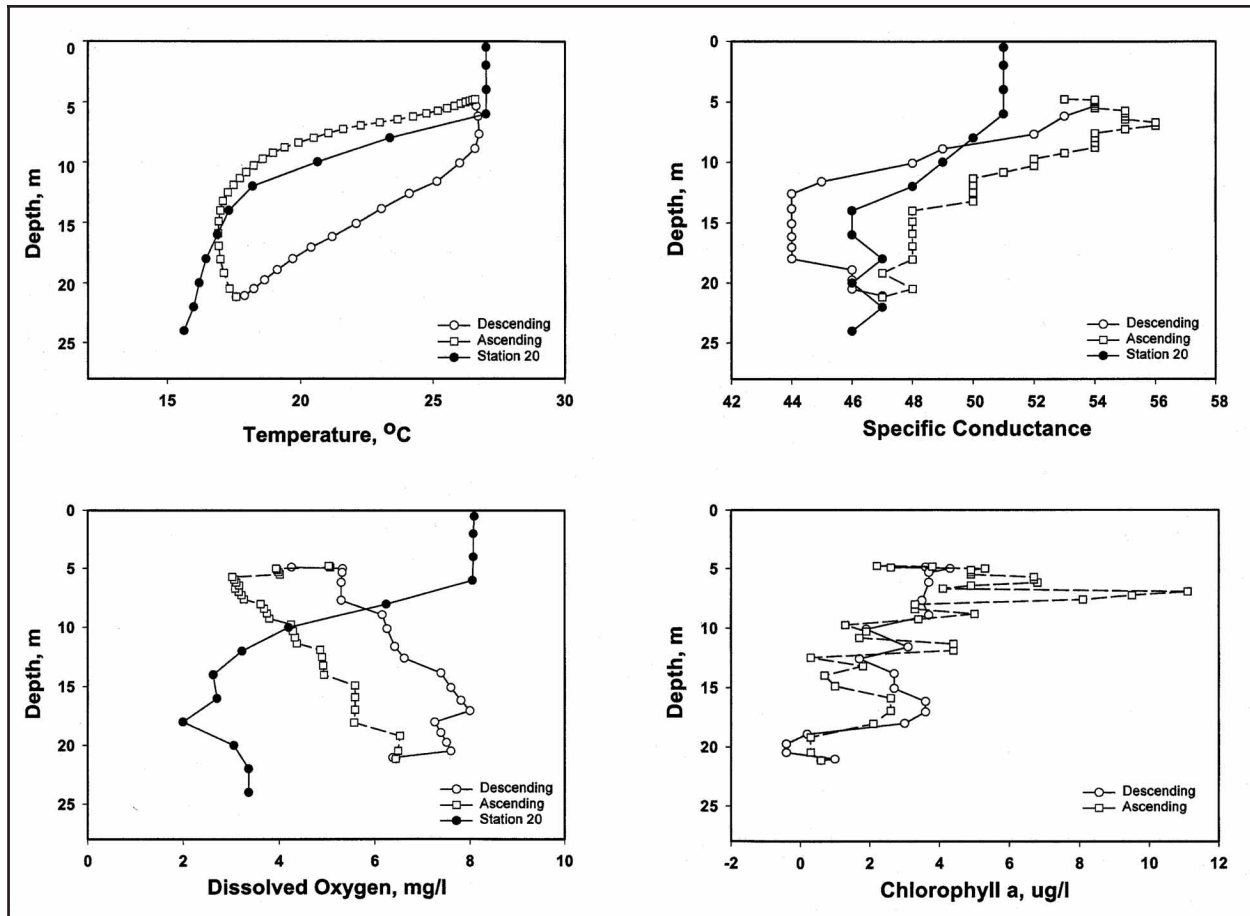 0
5
10
15
20
25
Depth, m
15 20 25 30
Temperature, °C
Descending
Ascending
Station 20
0
5
10
15
20
25
Depth, m
42 44 46 48 50 52 54 56 58
Specific Conductance
Descending
Ascending
Station 20
0
5
10
15
20
25
Depth, m
0 2 4 6 8 10
Dissolved Oxygen, mg/l
Descending
Ascending
Station 20
0
5
10
15
20
25
Depth, m
-2 0 2 4 6 8 10 12
Chlorophyll a, ug/l
Descending
Ascending